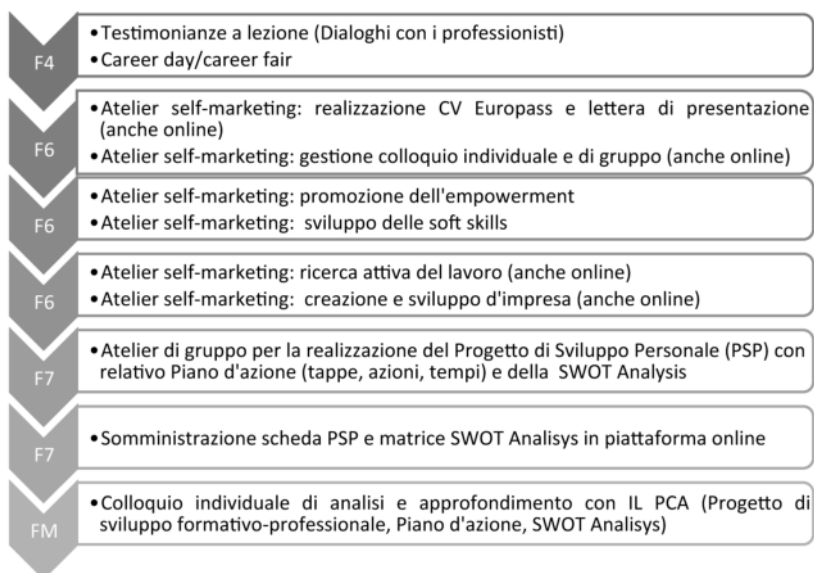 F4
•Testimonianze a lezione (Dialoghi con i professionisti)
•Career day/career fair
F6
•Atelier self-marketing: realizzazione CV Europass e lettera di presentazione
(anche online)
•Atelier self-marketing: gestione colloquio individuale e di gruppo (anche online)
F6
•Atelier self-marketing: promozione dell'empowerment
•Atelier self-marketing: sviluppo delle soft skills
F6
•Atelier self-marketing: ricerca attiva del lavoro (anche online)
•Atelier self-marketing: creazione e sviluppo d'impresa (anche online)
F7
•Atelier di gruppo per la realizzazione del Progetto di Sviluppo Personale (PSP) con
relativo Piano d'azione (tappe, azioni, tempi) e della SWOT Analysis
F7
•Somministrazione scheda PSP e matrice SWOT Analisys in piattaforma online
FM
•Colloquio individuale di analisi e approfondimento con IL PCA (Progetto di
sviluppo formativo-professionale, Piano d'azione, SWOT Analisys)